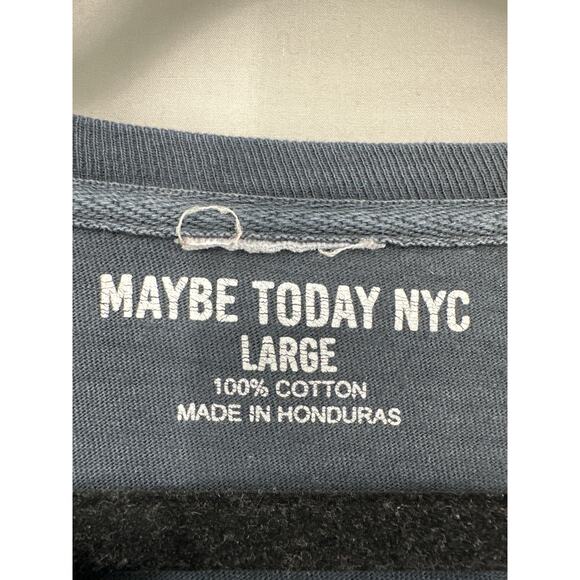 MAYBE TODAY NYC
LARGE
100% COTTON
MADE IN HONDURAS